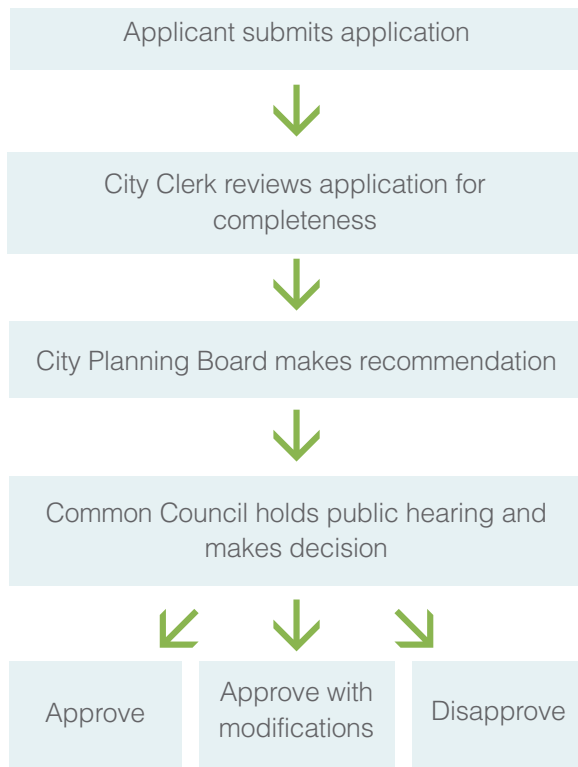 Applicant submits application
City Clerk reviews application for
completeness
City Planning Board makes recommendation
Common Council holds public hearing and
makes decision
Approve
Approve with
modifications
Disapprove